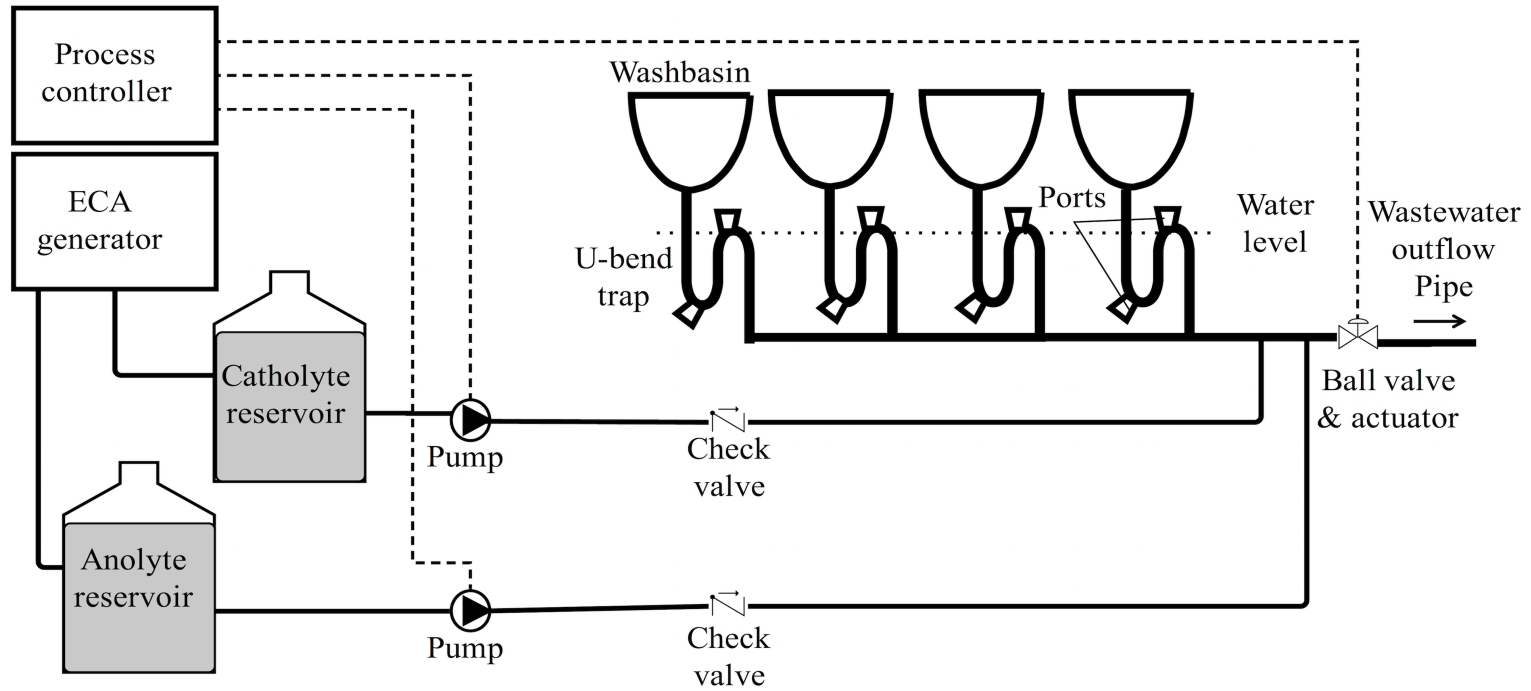 Process
controller
ECA
generator
Catholyte
reservoir
Anolyte
reservoir
Pump
Pump
Check
valve
Check
valve
Washbasin
U-bend
trap
Ports
Water
level
Wastewater
outflow
Pipe
Ball valve
& actuator